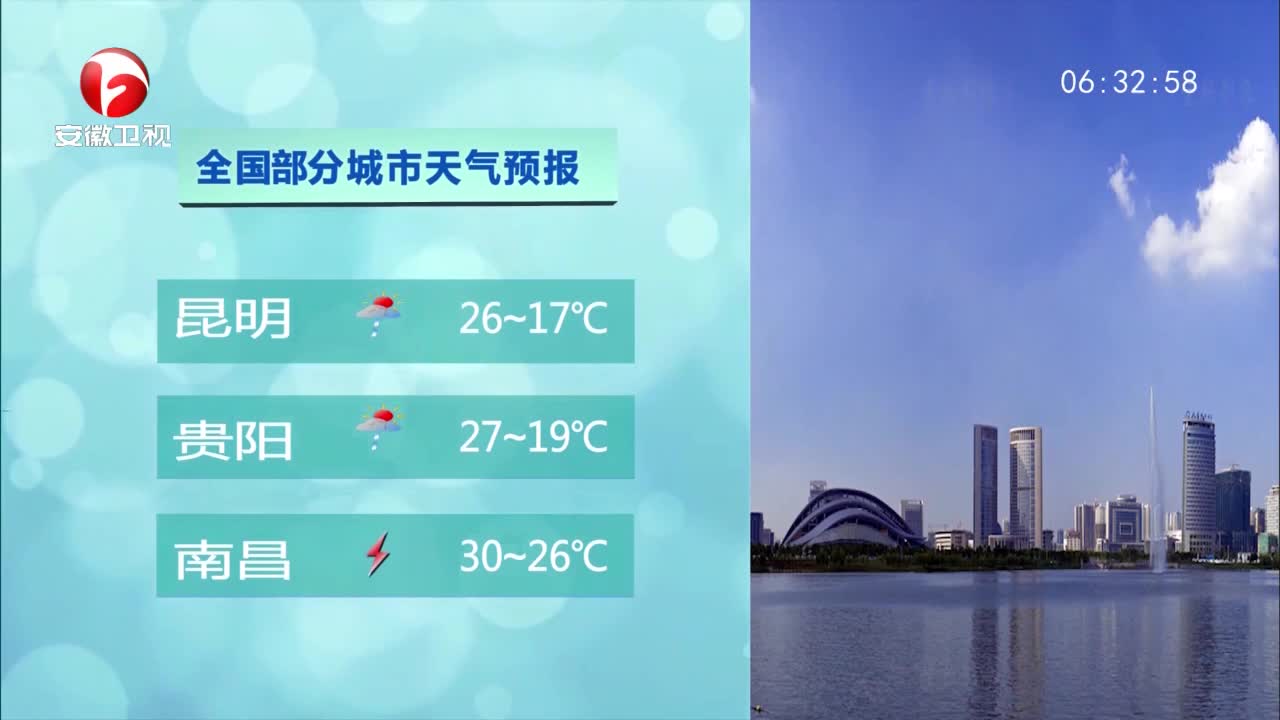 安徽卫视
06:32:58
全国部分城市天气预报
昆明 26~17℃
贵阳 27~19℃
南昌 30~26℃